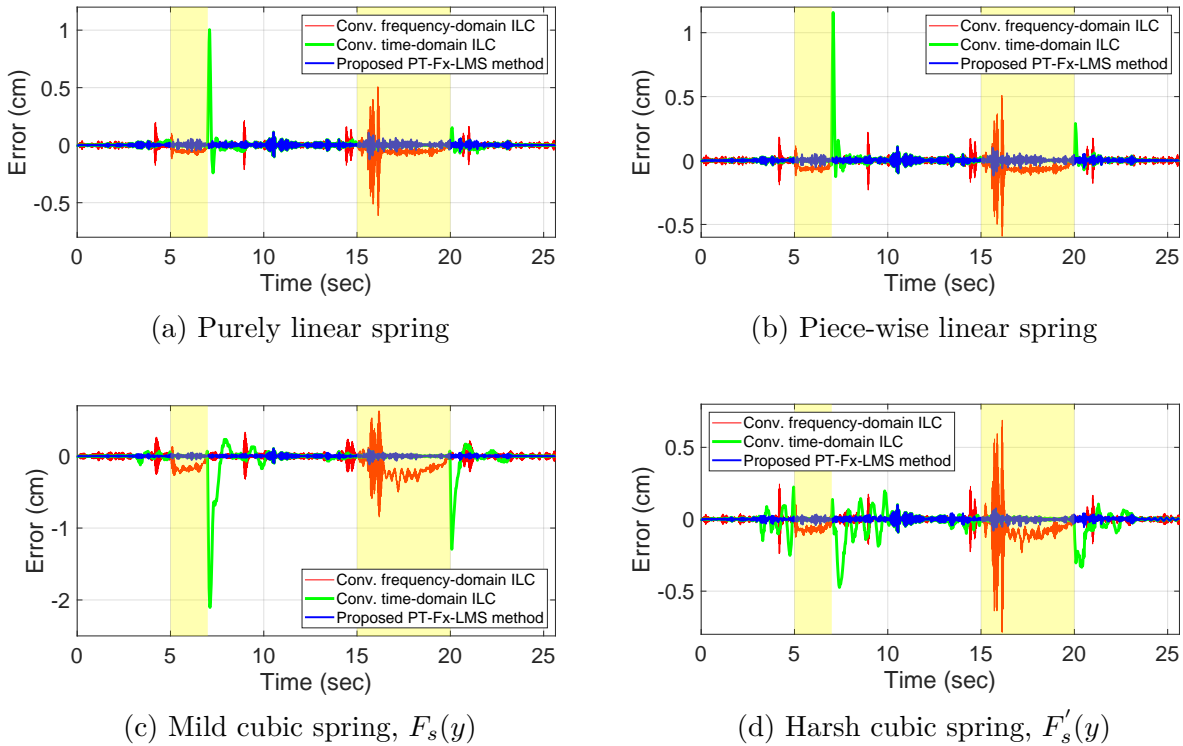 1
0.5
0
-0.5
Error (cm)
Conv. frequency-domain ILC
Conv. time-domain ILC
Proposed PT-Fx-LMS method
0 5 10 15 20 25
Time (sec)
(a) Purely linear spring
1
0.5
0
-0.5
Error (cm)
Conv. frequency-domain ILC
Conv. time-domain ILC
Proposed PT-Fx-LMS method
0 5 10 15 20 25
Time (sec)
(b) Piece-wise linear spring
0
-1
-2
Error (cm)
Conv. frequency-domain ILC
Conv. time-domain ILC
Proposed PT-Fx-LMS method
0 5 10 15 20 25
Time (sec)
(c) Mild cubic spring, F_s(y)
0.5
0
-0.5
Error (cm)
Conv. frequency-domain ILC
Conv. time-domain ILC
Proposed PT-Fx-LMS method
0 5 10 15 20 25
Time (sec)
(d) Harsh cubic spring, F_s'(y)